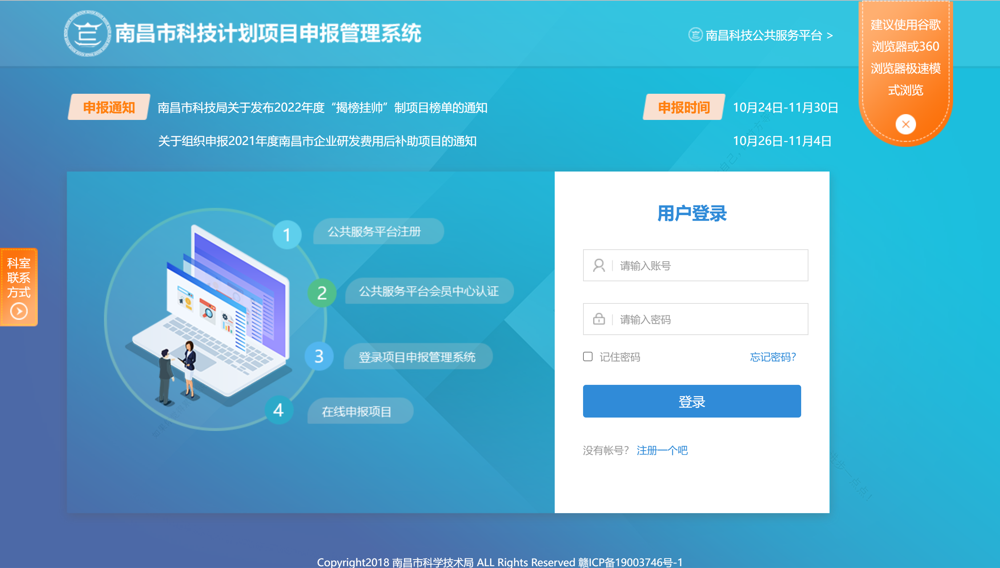 南昌市科技计划项目申报管理系统
南昌科技公共服务平台 >
建议使用谷歌
浏览器或360
浏览器极速模
式浏览
申报通知
南昌市科技局关于发布2022年度“揭榜挂帅”制项目榜单的通知
申报时间
10月24日-11月30日
关于组织申报2021年度南昌市企业研发费用后补助项目的通知
10月26日-11月4日
科室
联系
方式
1
公共服务平台注册
2
公共服务平台会员中心认证
3
登录项目申报管理系统
4
在线申报项目
用户登录
请输入账号
请输入密码
记住密码
忘记密码?
登录
没有帐号? 注册一个吧
进步一点点!
Copyright2018 南昌市科学技术局 ALL Rights Reserved 赣ICP备19003746号-1